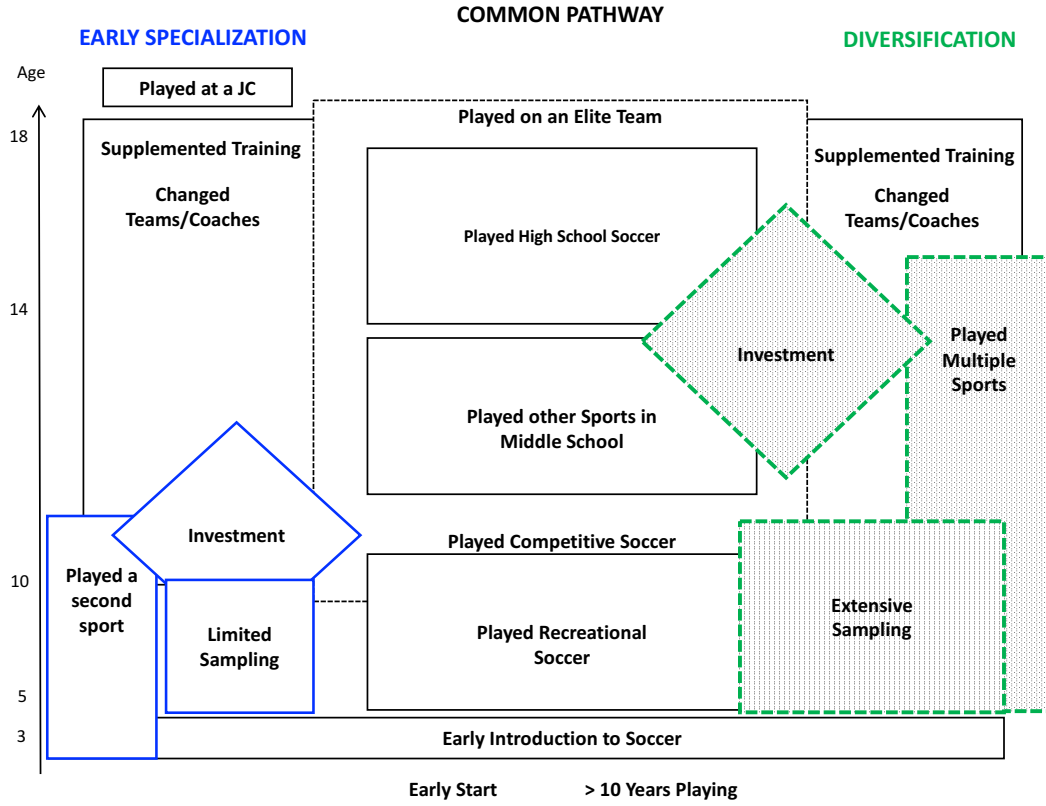 COMMON PATHWAY
EARLY SPECIALIZATION
DIVERSIFICATION
Age
Played at a JC
18
Played on an Elite Team
Supplemented Training
Changed
Teams/Coaches
Supplemented Training
Changed
Teams/Coaches
Played High School Soccer
14
Investment
Played
Multiple
Sports
Played other Sports in
Middle School
Investment
Played Competitive Soccer
10
Played a
second
sport
Limited
Sampling
Played Recreational
Soccer
Extensive
Sampling
5
3
Early Introduction to Soccer
Early Start
> 10 Years Playing